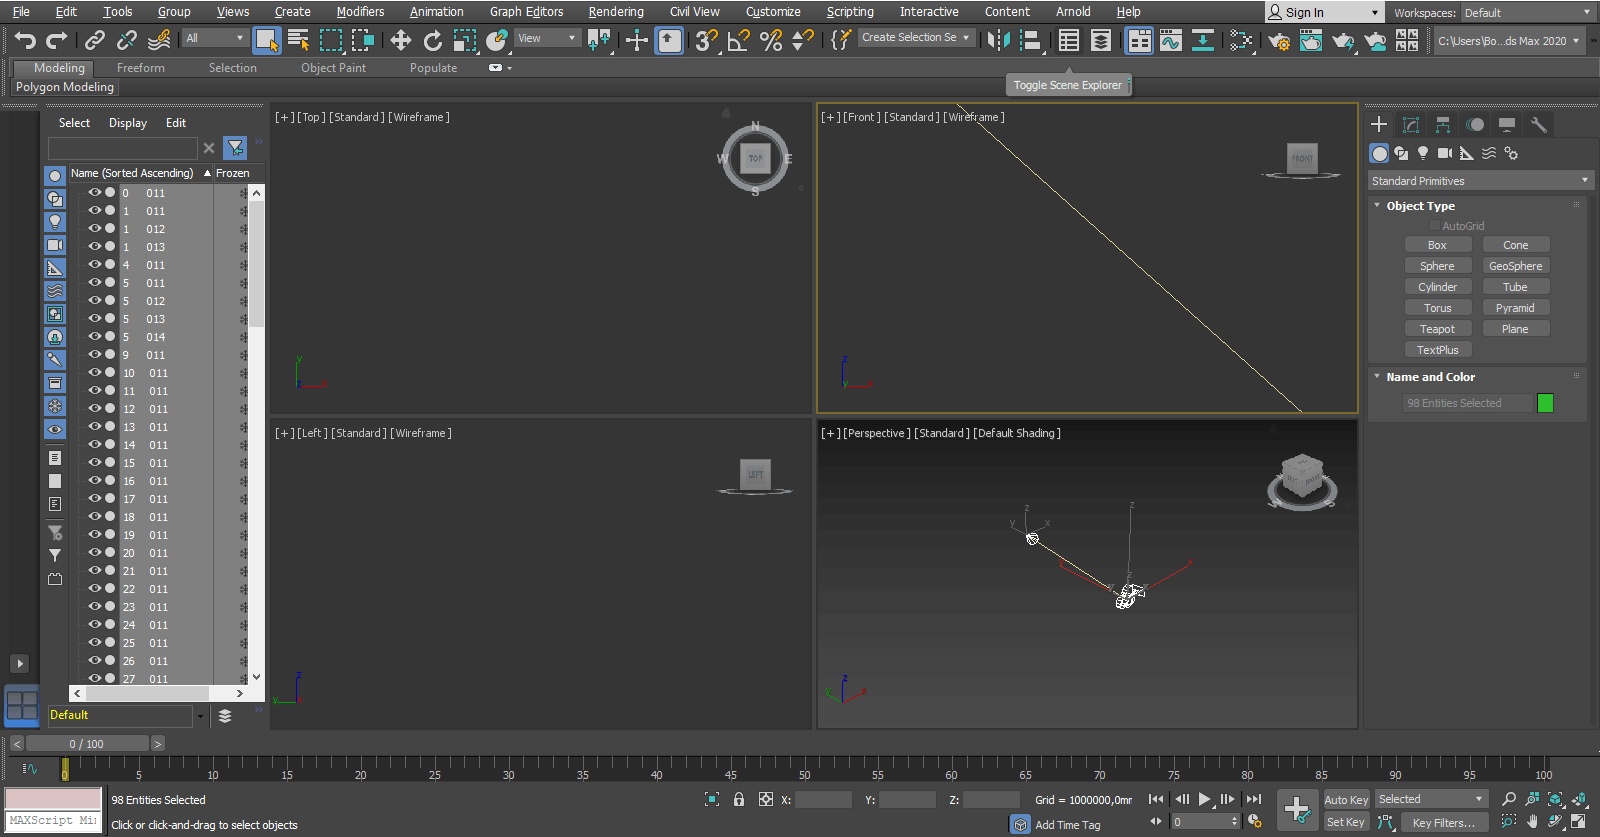 File Edit Tools Group Views Create Modifiers Animation Graph Editors Rendering Civil View Customize Scripting Interactive Content Arnold Help Sign In Workspaces: Default
All View 3 Create Selection Se C:\Users\Bo...ds Max 2020
Modeling Freeform Selection Object Paint Populate
Polygon Modeling
Toggle Scene Explorer
Select Display Edit
Name (Sorted Ascending) Frozen
0 011
1 011
1 012
1 013
4 011
5 011
5 012
5 013
5 014
9 011
10 011
11 011
12 011
13 011
14 011
15 011
16 011
17 011
18 011
19 011
20 011
21 011
22 011
23 011
24 011
25 011
26 011
27 011
Default
[+] [Top] [Standard] [Wireframe]
N
W TOP E
S
y
z x
[+] [Front] [Standard] [Wireframe]
FRONT
z
y x
[+] [Left] [Standard] [Wireframe]
LEFT
z
y
[+] [Perspective] [Standard] [Default Shading]
z z
y x
x
z
z
y x
Standard Primitives
Object Type
AutoGrid
Box Cone
Sphere GeoSphere
Cylinder Tube
Torus Pyramid
Teapot Plane
TextPlus
Name and Color
98 Entities Selected
< 0 / 100 >
0 5 10 15 20 25 30 35 40 45 50 55 60 65 70 75 80 85 90 95 100
98 Entities Selected X: Y: Z: Grid = 1000000,0mr Auto Key Selected
MAXScript Mi Click or click-and-drag to select objects Add Time Tag 0 Set Key Key Filters...